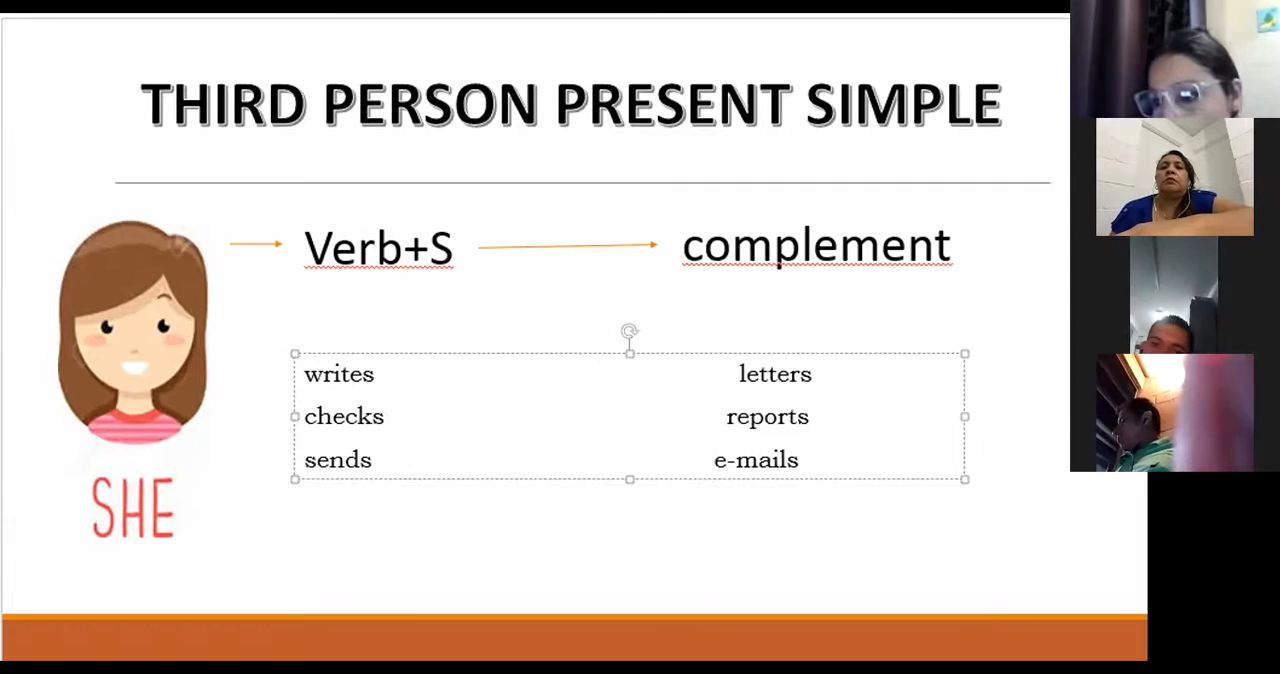 THIRD PERSON PRESENT SIMPLE
Verb+S complement
writes letters
checks reports
sends e-mails
SHE